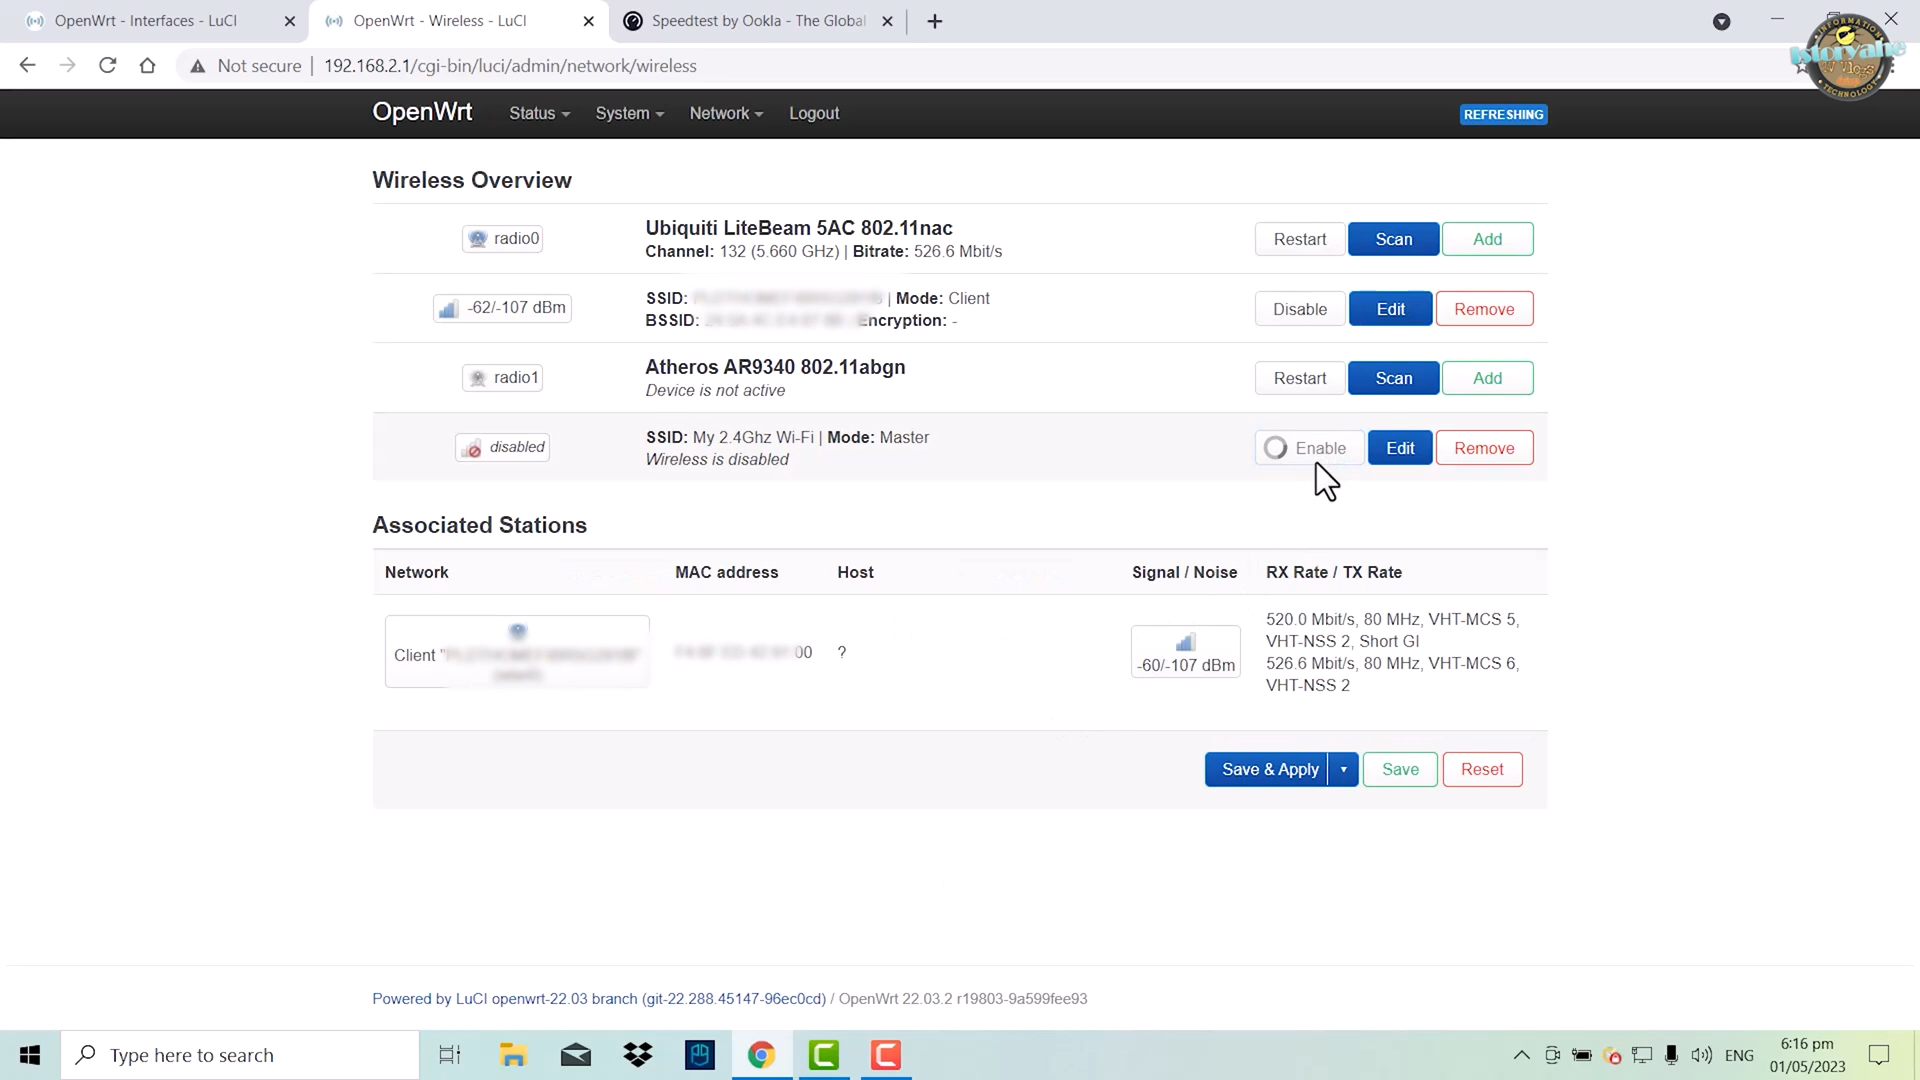 OpenWrt - Interfaces - LuCI
OpenWrt - Wireless - LuCI
Speedtest by Ookla - The Global
Not secure | 192.168.2.1/cgi-bin/luci/admin/network/wireless
INFORMATION
Istoryahe
TV Vlogs
TECHNOLOGY
OpenWrt Status System Network Logout REFRESHING
Wireless Overview
radio0
Ubiquiti LiteBeam 5AC 802.11nac
Channel: 132 (5.660 GHz) | Bitrate: 526.6 Mbit/s
Restart Scan Add
-62/-107 dBm
SSID: | Mode: Client
BSSID: Encryption: -
Disable Edit Remove
radio1
Atheros AR9340 802.11abgn
Device is not active
Restart Scan Add
disabled
SSID: My 2.4Ghz Wi-Fi | Mode: Master
Wireless is disabled
Enable Edit Remove
Associated Stations
Network MAC address Host Signal / Noise RX Rate / TX Rate
Client "
00
?
-60/-107 dBm
520.0 Mbit/s, 80 MHz, VHT-MCS 5,
VHT-NSS 2, Short GI
526.6 Mbit/s, 80 MHz, VHT-MCS 6,
VHT-NSS 2
Save & Apply Save Reset
Powered by LuCI openwrt-22.03 branch (git-22.288.45147-96ec0cd) / OpenWrt 22.03.2 r19803-9a599fee93
Type here to search
ENG
6:16 pm
01/05/2023